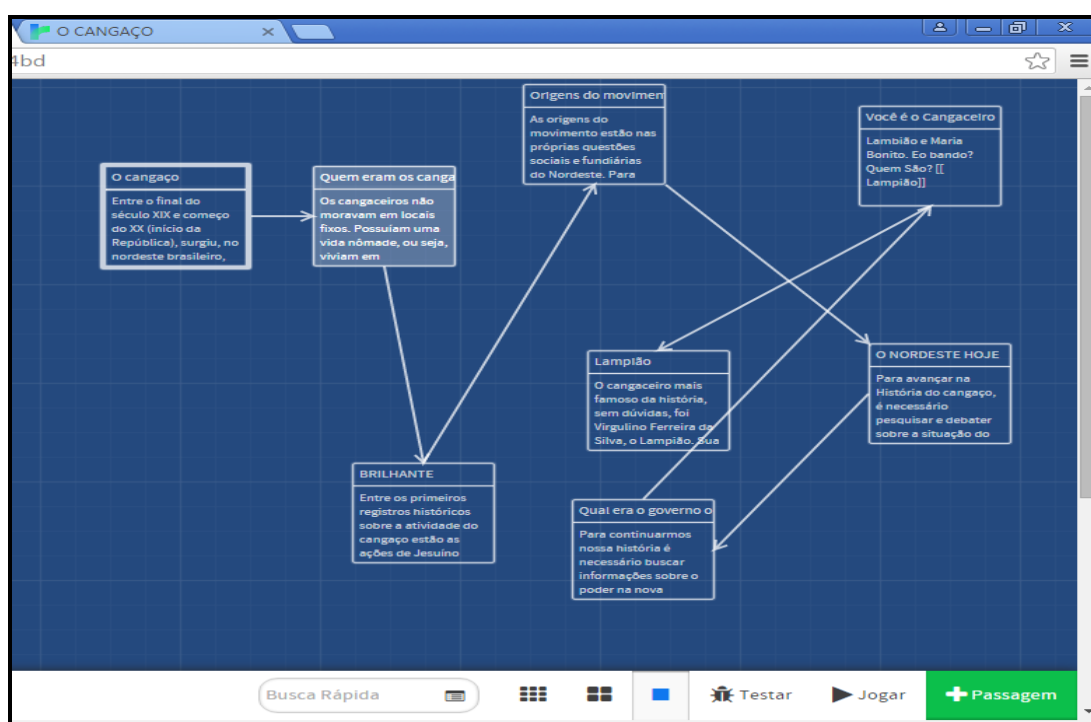 O CANGAÇO
4bd
Origens do movimen
As origens do
movimento estão nas
próprias questões
sociais e fundiárias
do Nordeste. Para
Você é o Cangaceiro
Lambião e Maria
Bonito. Eo bando?
Quem São? [[
Lampião]]
O cangaço
Entre o final do
século XIX e começo
do XX (início da
República), surgiu, no
nordeste brasileiro,
Quem eram os canga
Os cangaceiros não
moravam em locais
fixos. Possuíam uma
vida nômade, ou seja,
viviam em
Lampião
O cangaceiro mais
famoso da história,
sem dúvidas, foi
Virgulino Ferreira da
Silva, o Lampião. Sua
O NORDESTE HOJE
Para avançar na
História do cangaço,
é necessário
pesquisar e debater
sobre a situação do
BRILHANTE
Entre os primeiros
registros históricos
sobre a atividade do
cangaço estão as
ações de Jesuíno
Qual era o governo o
Para continuarmos
nossa história é
necessário buscar
informações sobre o
poder na nova
Busca Rápida
Testar
Jogar
Passagem